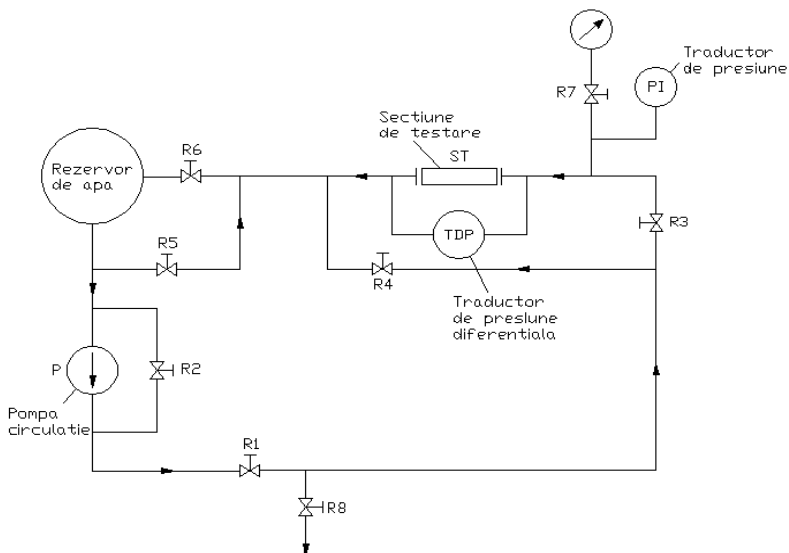 Traductor
de presiune
PI
R7
Sectiune
de testare
ST
R6
Rezervor
de apa
R3
TDP
R5
R4
Traductor
de presiune
diferentiala
P
R2
Pompa
circulatie
R1
R8